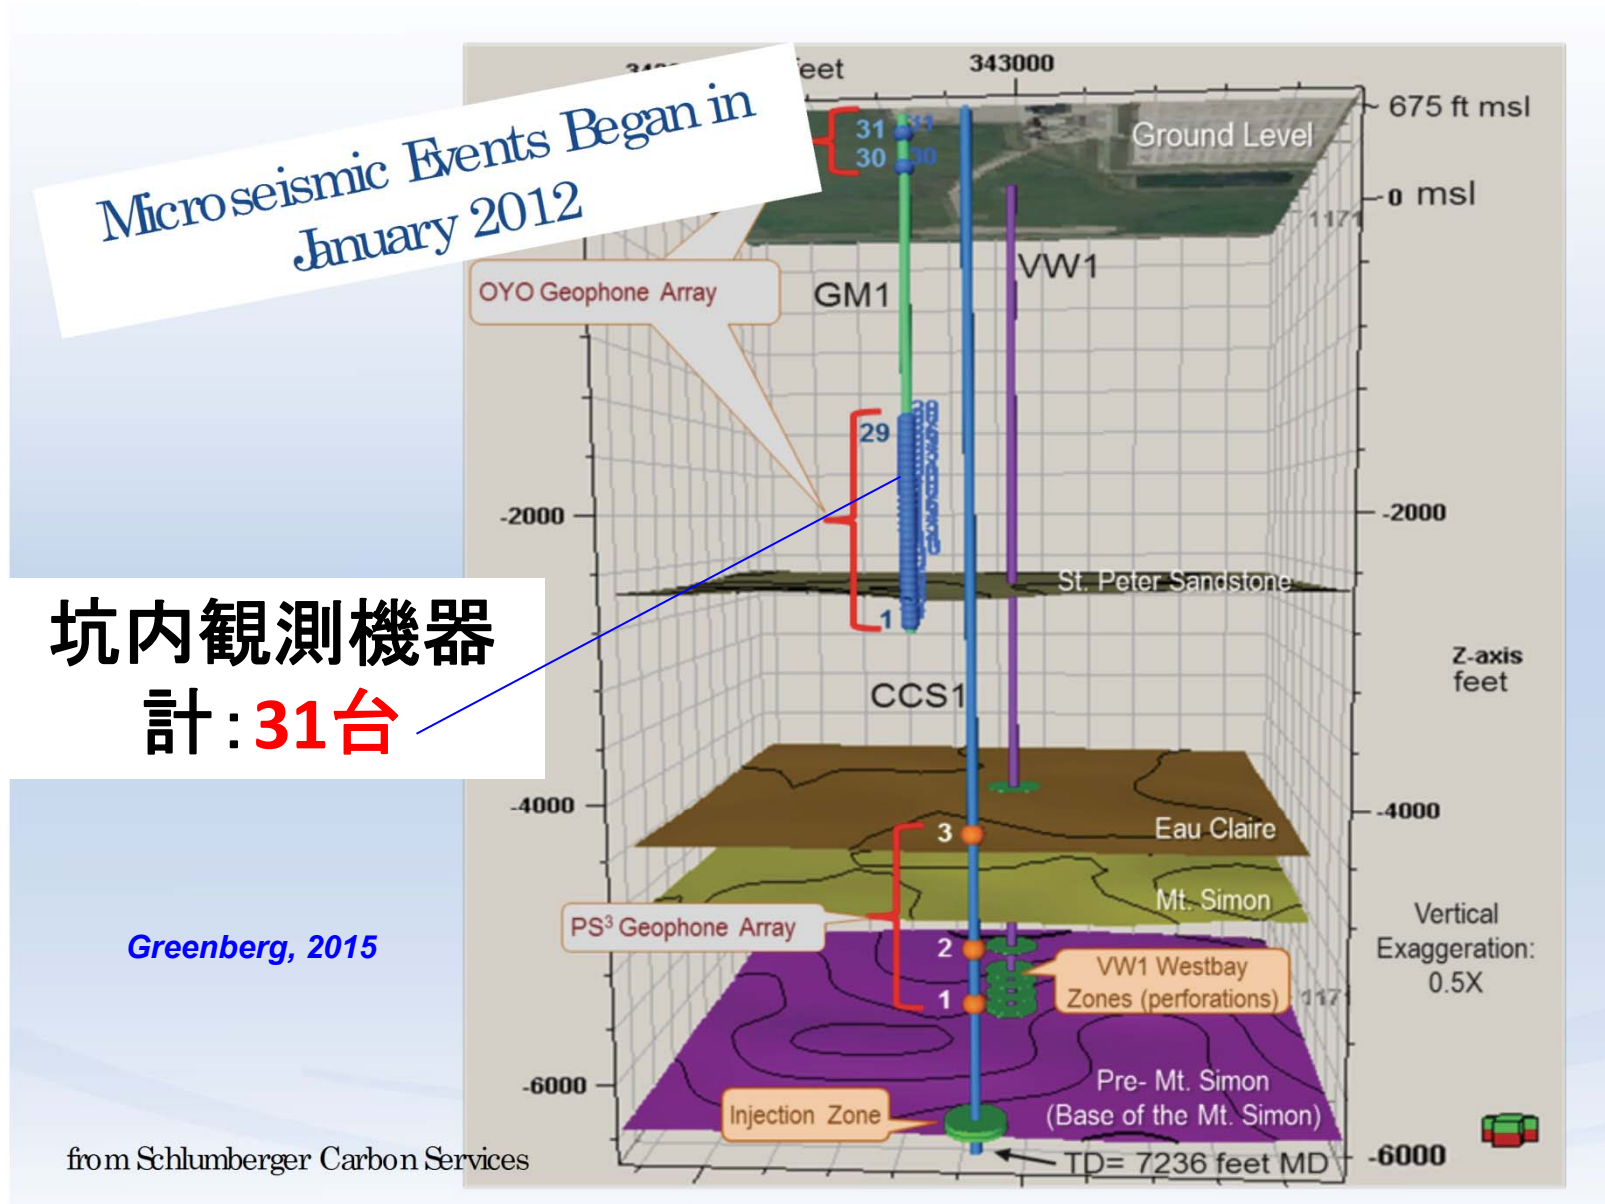 feet
343000
Microseismic Events Began in
January 2012
675 ft msl
Ground Level
31
31
30
30
0 msl
1171
VW1
OYO Geophone Array
GM1
29
-2000
-2000
St. Peter Sandstone
1
坑内観測機器
計：31台
Z-axis
feet
CCS1
-4000
-4000
3
Eau Claire
Mt. Simon
PS³ Geophone Array
Vertical
Exaggeration:
0.5X
Greenberg, 2015
2
VW1 Westbay
Zones (perforations)
1
117
-6000
Pre- Mt. Simon
(Base of the Mt. Simon)
Injection Zone
from Schlumberger Carbon Services
TD= 7236 feet MD
-6000